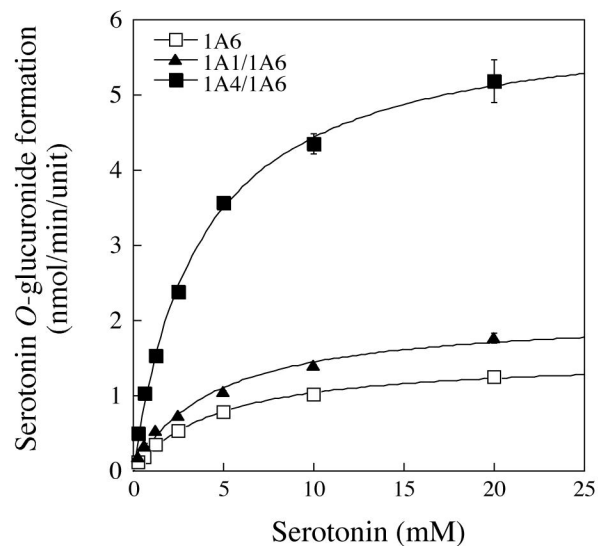 Serotonin O-glucuronide formation
(nmol/min/unit)
6
5
4
3
2
1
0
1A6
1A1/1A6
1A4/1A6
0 5 10 15 20 25
Serotonin (mM)